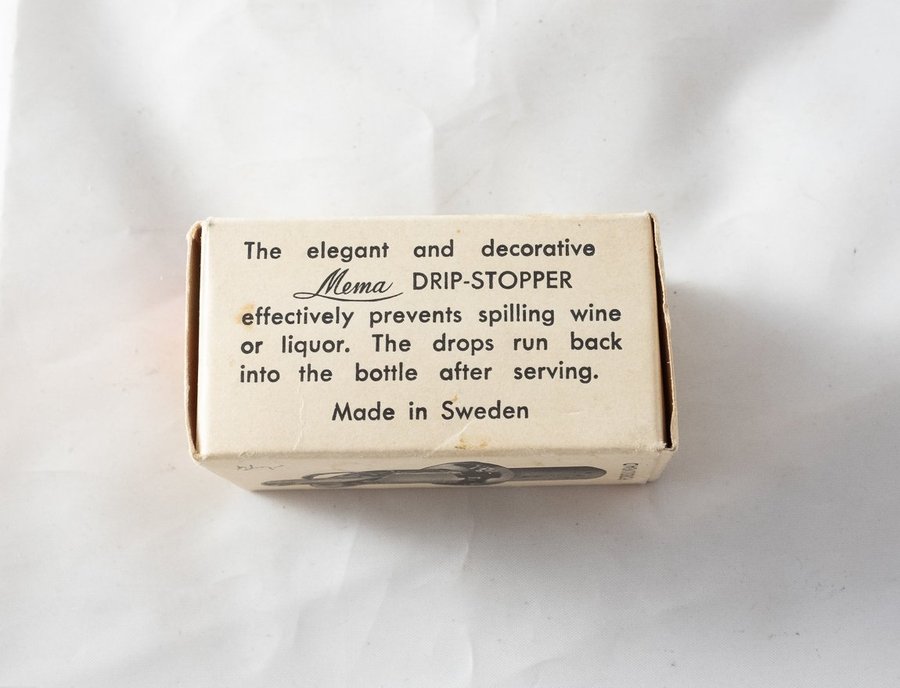 The elegant and decorative
Mema DRIP-STOPPER
effectively prevents spilling wine
or liquor. The drops run back
into the bottle after serving.
Made in Sweden